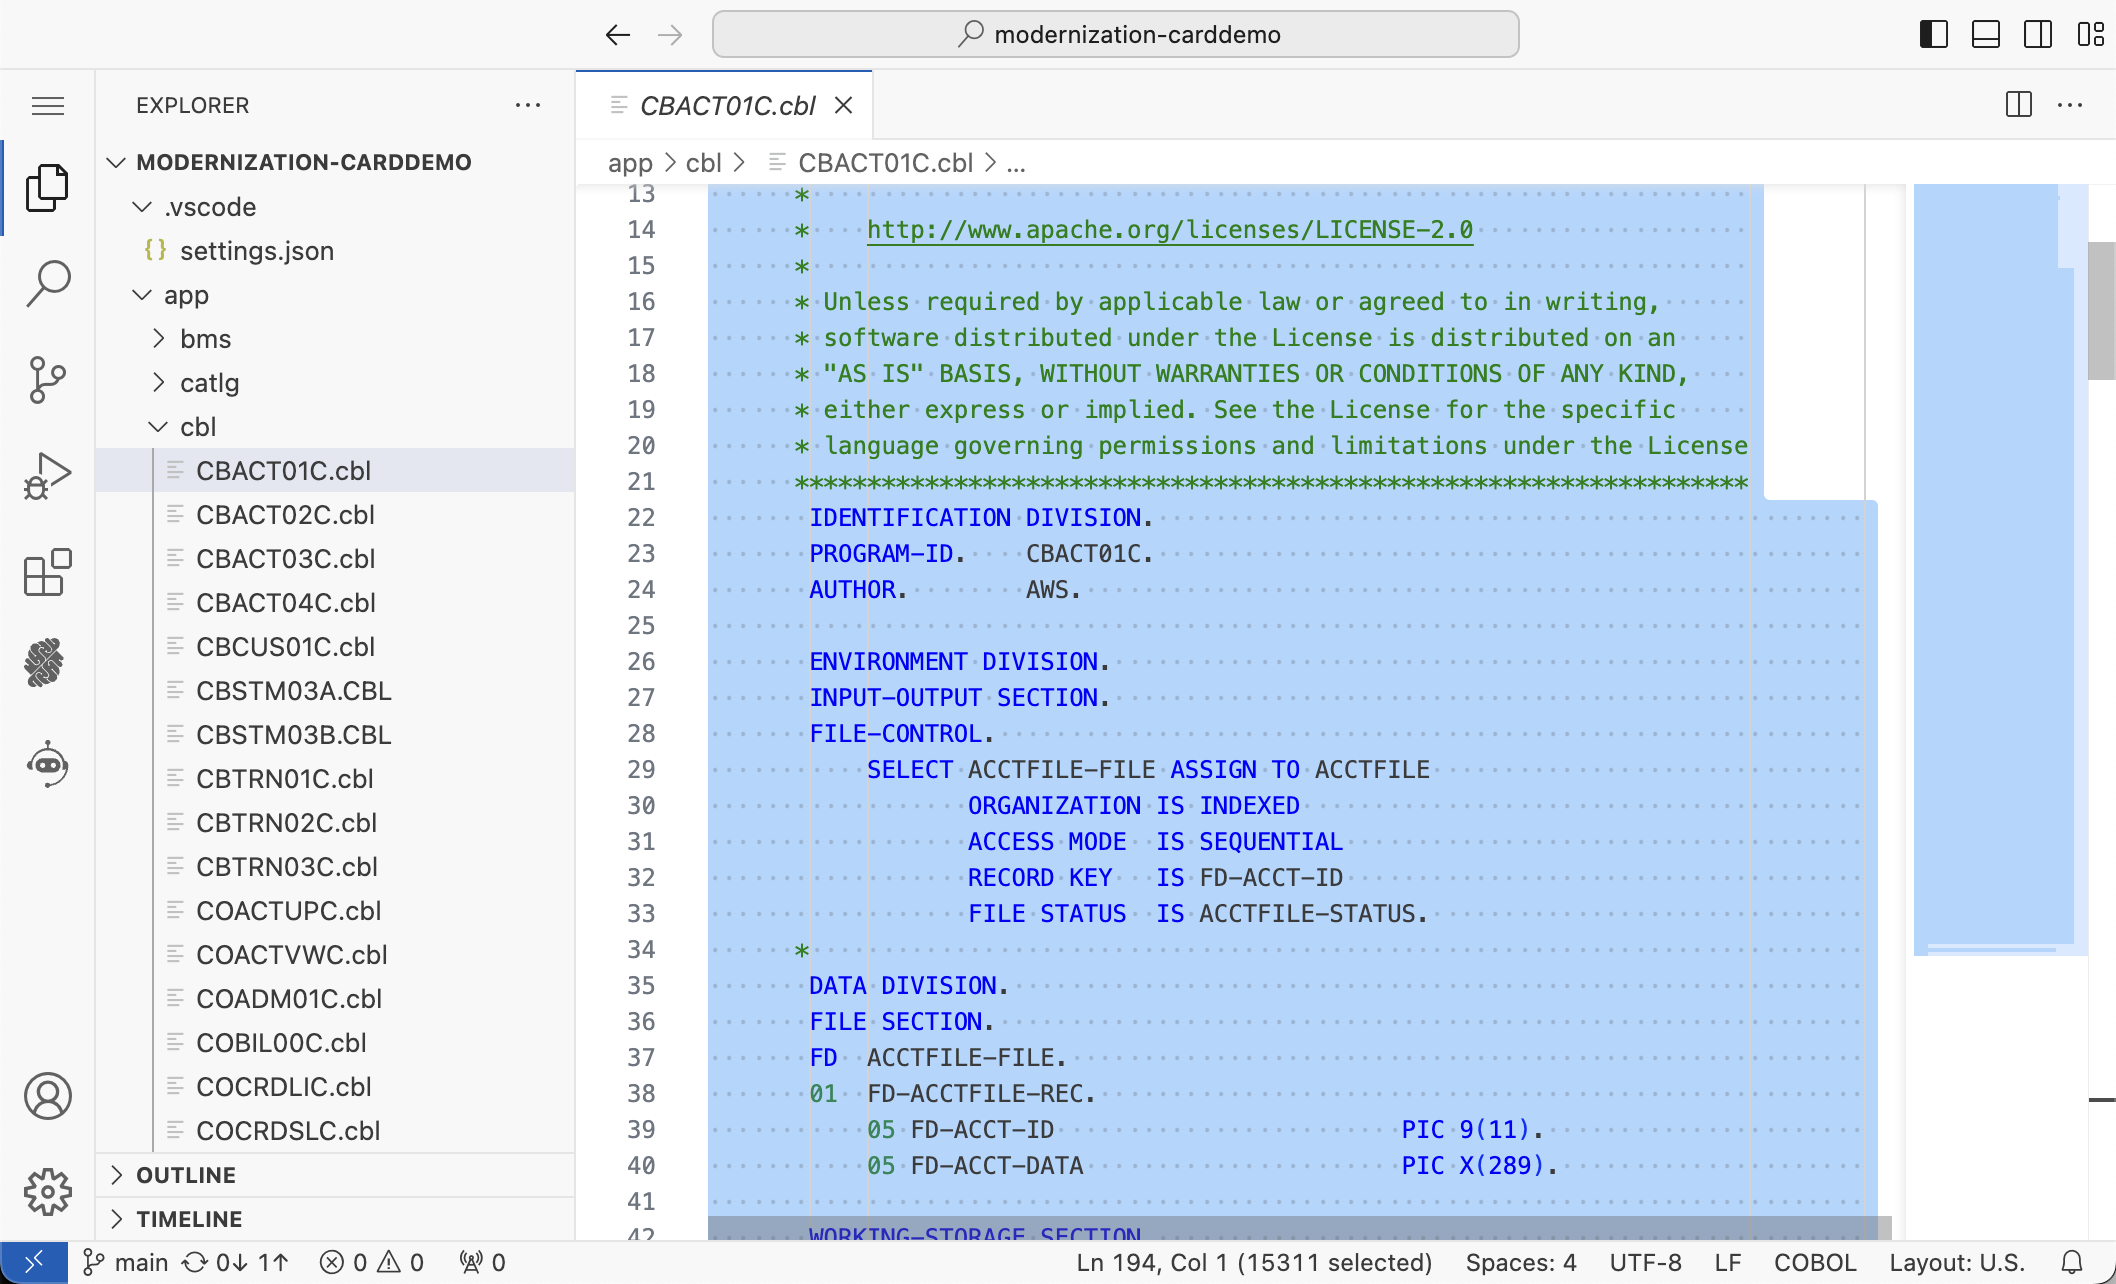 modernization-carddemo
EXPLORER
MODERNIZATION-CARDDEMO
.vscode
{} settings.json
app
bms
catlg
cbl
CBACT01C.cbl
CBACT02C.cbl
CBACT03C.cbl
CBACT04C.cbl
CBCUS01C.cbl
CBSTM03A.CBL
CBSTM03B.CBL
CBTRN01C.cbl
CBTRN02C.cbl
CBTRN03C.cbl
COACTUPC.cbl
COACTVWC.cbl
COADM01C.cbl
COBIL00C.cbl
COCRDLIC.cbl
COCRDSLC.cbl
OUTLINE
TIMELINE
CBACT01C.cbl
app > cbl > CBACT01C.cbl > ...
13 *
14 * http://www.apache.org/licenses/LICENSE-2.0
15 *
16 * Unless required by applicable law or agreed to in writing,
17 * software distributed under the License is distributed on an
18 * "AS IS" BASIS, WITHOUT WARRANTIES OR CONDITIONS OF ANY KIND,
19 * either express or implied. See the License for the specific
20 * language governing permissions and limitations under the License
21 ******************************************************************
22 IDENTIFICATION DIVISION.
23 PROGRAM-ID. CBACT01C.
24 AUTHOR. AWS.
25
26 ENVIRONMENT DIVISION.
27 INPUT-OUTPUT SECTION.
28 FILE-CONTROL.
29 SELECT ACCTFILE-FILE ASSIGN TO ACCTFILE
30 ORGANIZATION IS INDEXED
31 ACCESS MODE IS SEQUENTIAL
32 RECORD KEY IS FD-ACCT-ID
33 FILE STATUS IS ACCTFILE-STATUS.
34 *
35 DATA DIVISION.
36 FILE SECTION.
37 FD ACCTFILE-FILE.
38 01 FD-ACCTFILE-REC.
39 05 FD-ACCT-ID PIC 9(11).
40 05 FD-ACCT-DATA PIC X(289).
41
42 WORKING-STORAGE SECTION
main 0↓ 1↑ 0 0 0 Ln 194, Col 1 (15311 selected) Spaces: 4 UTF-8 LF COBOL Layout: U.S.